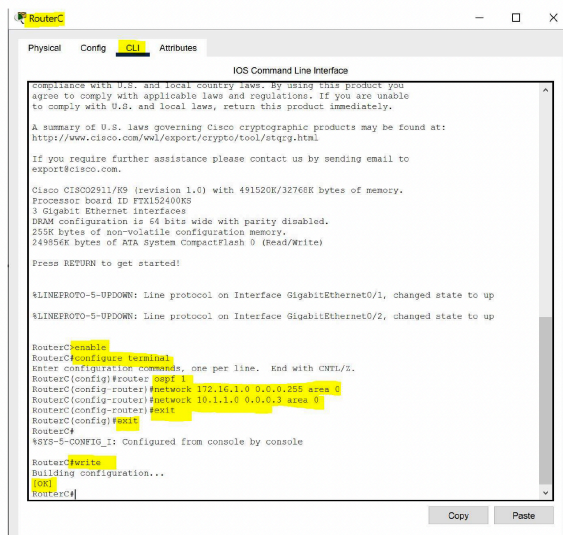 RouterC
Physical Config CLI Attributes
IOS Command Line Interface
compliance with U.S. and local country laws. By using this product you
agree to comply with applicable laws and regulations. If you are unable
to comply with U.S. and local laws, return this product immediately.
A summary of U.S. laws governing Cisco cryptographic products may be found at:
http://www.cisco.com/wwl/export/crypto/tool/stqrg.html
If you require further assistance please contact us by sending email to
export@cisco.com.
Cisco CISCO2911/K9 (revision 1.0) with 491520K/32768K bytes of memory.
Processor board ID FTX152400KS
3 Gigabit Ethernet interfaces
DRAM configuration is 64 bits wide with parity disabled.
255K bytes of non-volatile configuration memory.
249856K bytes of ATA System CompactFlash 0 (Read/Write)
Press RETURN to get started!
%LINEPROTO-5-UPDOWN: Line protocol on Interface GigabitEthernet0/1, changed state to up
%LINEPROTO-5-UPDOWN: Line protocol on Interface GigabitEthernet0/2, changed state to up
RouterC>enable
RouterC#configure terminal
Enter configuration commands, one per line. End with CNTL/Z.
RouterC(config)#router ospf 1
RouterC(config-router)#network 172.16.1.0 0.0.0.255 area 0
RouterC(config-router)#network 10.1.1.0 0.0.0.3 area 0
RouterC(config-router)#exit
RouterC(config)#exit
RouterC#
%SYS-5-CONFIG_I: Configured from console by console
RouterC#write
Building configuration...
[OK]
RouterC#
Copy Paste